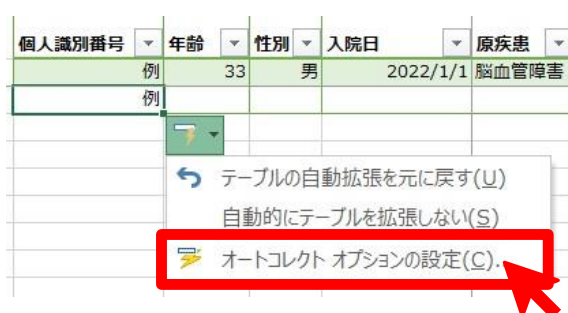 個人識別番号 年齢 性別 入院日 原疾患
例 33 男 2022/1/1 脳血管障害
例
テーブルの自動拡張を元に戻す(U)
自動的にテーブルを拡張しない(S)
オートコレクト オプションの設定(C)...